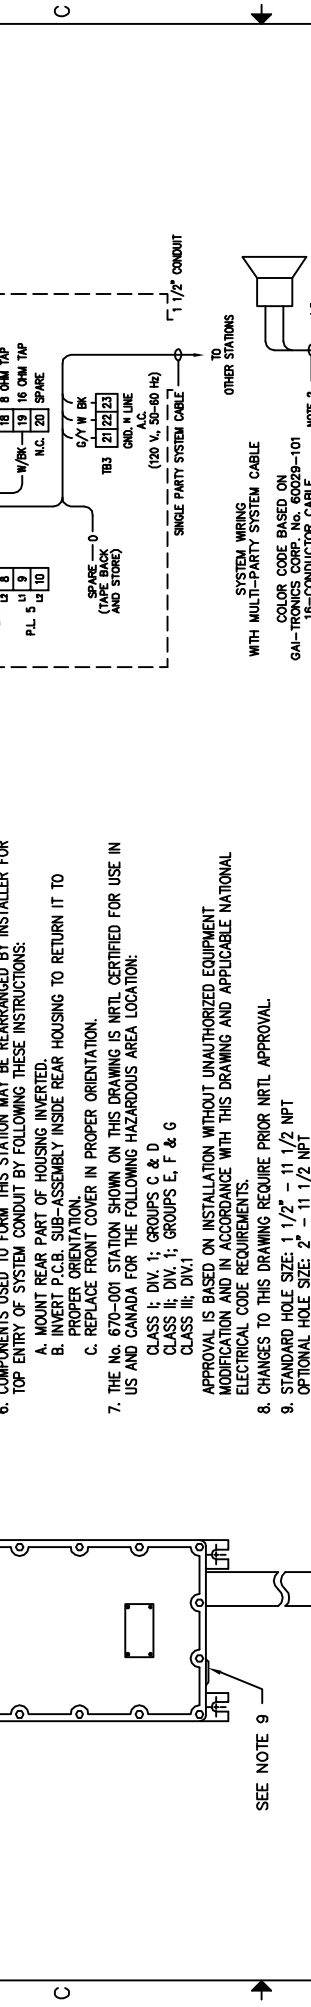 C
6. COMPONENTS USED TO FORM THIS STATION MAY BE REARRANGED BY INSTALLER FOR
TOP ENTRY OF SYSTEM CONDUIT BY FOLLOWING THESE INSTRUCTIONS:
A. MOUNT REAR PART OF HOUSING INVERTED.
B. INVERT P.C.B. SUB-ASSEMBLY INSIDE REAR HOUSING TO RETURN IT TO
PROPER ORIENTATION.
C. REPLACE FRONT COVER IN PROPER ORIENTATION.
7. THE No. 670-001 STATION SHOWN ON THIS DRAWING IS NRTL CERTIFIED FOR USE IN
US AND CANADA FOR THE FOLLOWING HAZARDOUS AREA LOCATION:
CLASS I; DIV. 1; GROUPS C & D
CLASS II; DIV. 1; GROUPS E, F & G
CLASS III; DIV.1
APPROVAL IS BASED ON INSTALLATION WITHOUT UNAUTHORIZED EQUIPMENT
MODIFICATION AND IN ACCORDANCE WITH THIS DRAWING AND APPLICABLE NATIONAL
ELECTRICAL CODE REQUIREMENTS.
8. CHANGES TO THIS DRAWING REQUIRE PRIOR NRTL APPROVAL.
9. STANDARD HOLE SIZE: 1 1/2" - 11 1/2 NPT
OPTIONAL HOLE SIZE: 2" - 11 1/2 NPT
SEE NOTE 9
L2 8
L1 9
P.L. 5
L2 10
18 8 OHM TAP
W/BK 19 16 OHM TAP
N.C. 20 SPARE
G/Y W BK
21 22 23
TB3
GND. N LINE
A.C.
(120 V., 50-60 Hz)
SPARE
(TAPE BACK
AND STORE)
SINGLE PARTY SYSTEM CABLE
1 1/2" CONDUIT
TO
OTHER STATIONS
SYSTEM WIRING
WITH MULTI-PARTY SYSTEM CABLE
COLOR CODE BASED ON
GAI-TRONICS CORP. No. 60029-101
16-CONDUCTOR CABLE
C